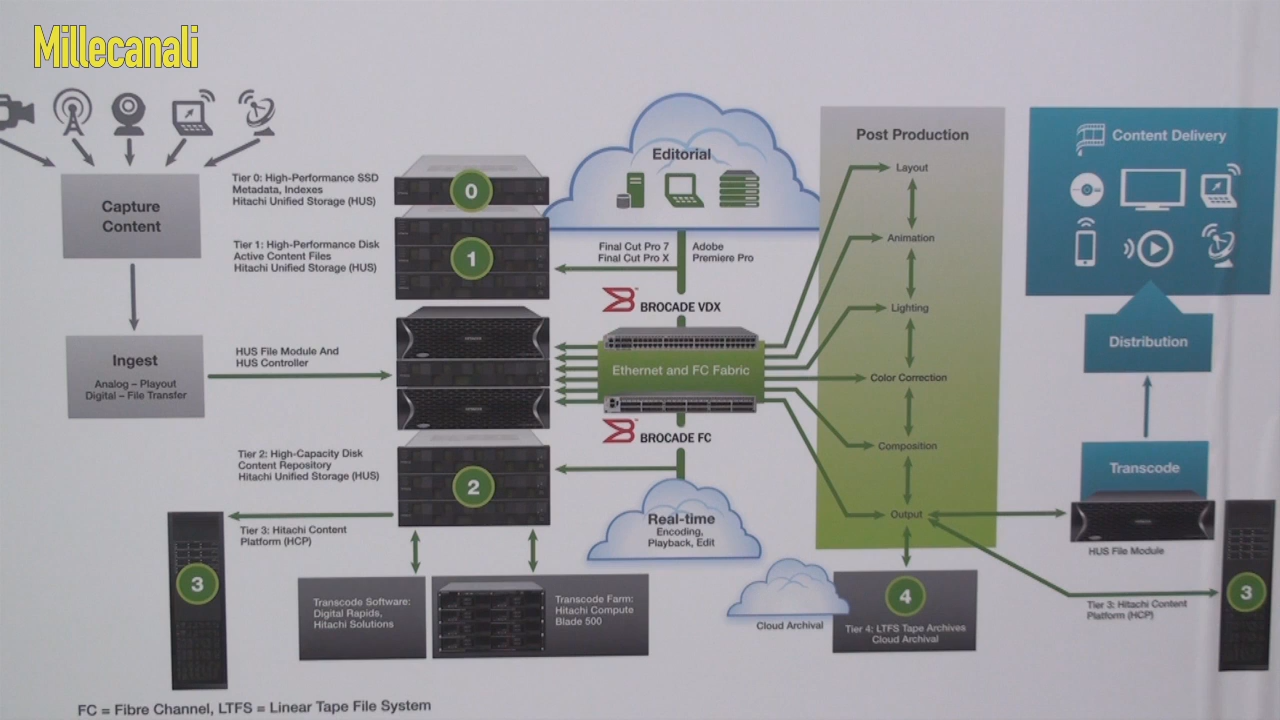 Millecanali
Capture
Content
Ingest
Analog – Playout
Digital – File Transfer
Tier 0: High-Performance SSD
Metadata, Indexes
Hitachi Unified Storage (HUS)
Tier 1: High-Performance Disk
Active Content Files
Hitachi Unified Storage (HUS)
HUS File Module And
HUS Controller
Tier 2: High-Capacity Disk
Content Repository
Hitachi Unified Storage (HUS)
Tier 3: Hitachi Content
Platform (HCP)
0
1
2
3
Transcode Software:
Digital Rapids,
Hitachi Solutions
Transcode Farm:
Hitachi Compute
Blade 500
Editorial
Final Cut Pro 7
Final Cut Pro X
Adobe
Premiere Pro
BROCADE VDX
Ethernet and FC Fabric
BROCADE FC
Real-time
Encoding,
Playback, Edit
Cloud Archival
Post Production
Layout
Animation
Lighting
Color Correction
Composition
Output
4
Tier 4: LTFS Tape Archives
Cloud Archival
Content Delivery
Distribution
Transcode
HUS File Module
Tier 3: Hitachi Content
Platform (HCP)
3
FC = Fibre Channel, LTFS = Linear Tape File System